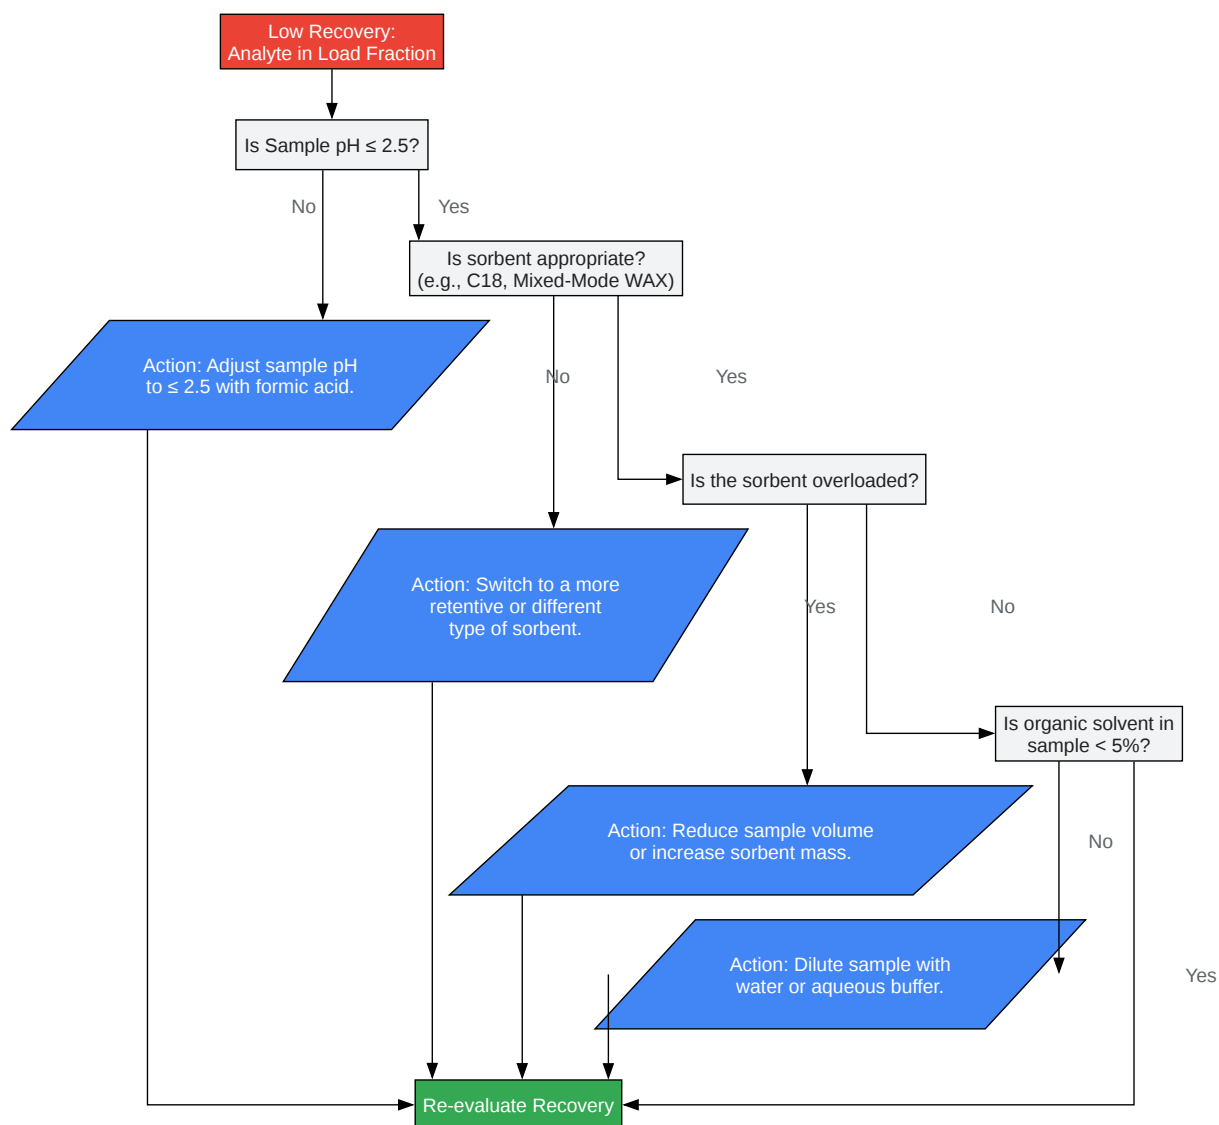 Low Recovery:
Analyte in Load Fraction
Is Sample pH ≤ 2.5?
No
Yes
Is sorbent appropriate?
(e.g., C18, Mixed-Mode WAX)
Action: Adjust sample pH
to ≤ 2.5 with formic acid.
No
Yes
Is the sorbent overloaded?
Action: Switch to a more
retentive or different
type of sorbent.
Yes
No
Is organic solvent in
sample < 5%?
Action: Reduce sample volume
or increase sorbent mass.
No
Action: Dilute sample with
water or aqueous buffer.
Yes
Re-evaluate Recovery